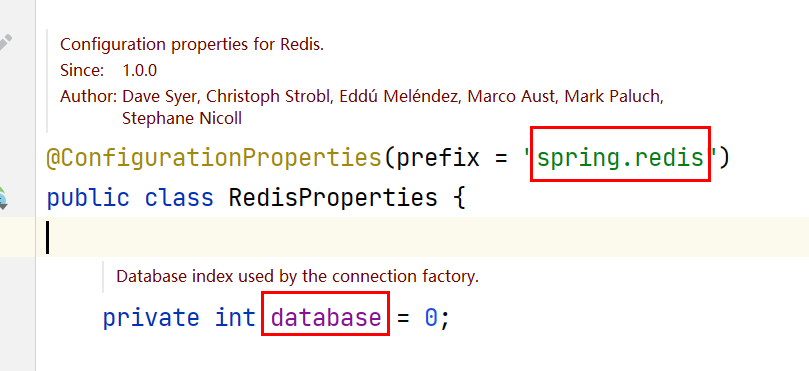 Configuration properties for Redis.
Since: 1.0.0
Author: Dave Syer, Christoph Strobl, Eddú Meléndez, Marco Aust, Mark Paluch,
Stephane Nicoll
@ConfigurationProperties(prefix = "spring.redis")
public class RedisProperties {
Database index used by the connection factory.
private int database = 0;